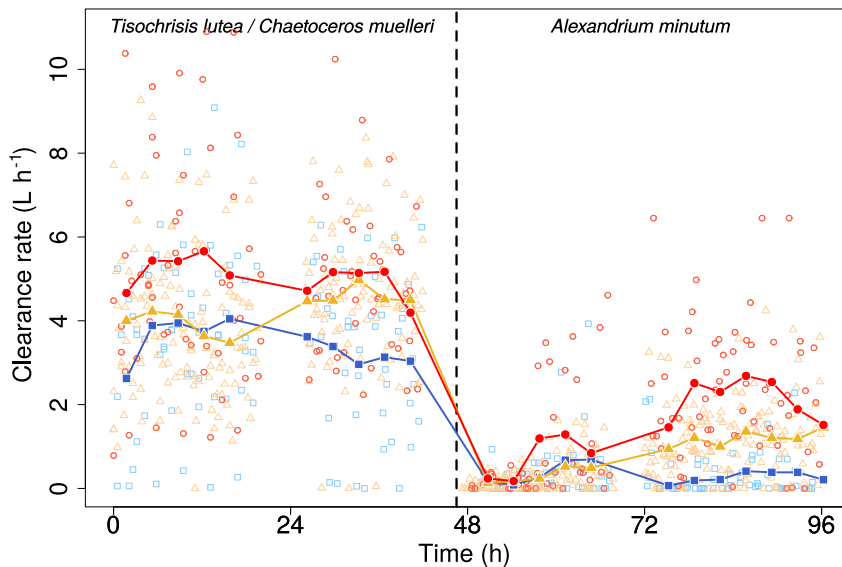 Tisochrisis lutea / Chaetoceros muelleri
Alexandrium minutum
Clearance rate (L h⁻¹)
10
8
6
4
2
0
0 24 48 72 96
Time (h)